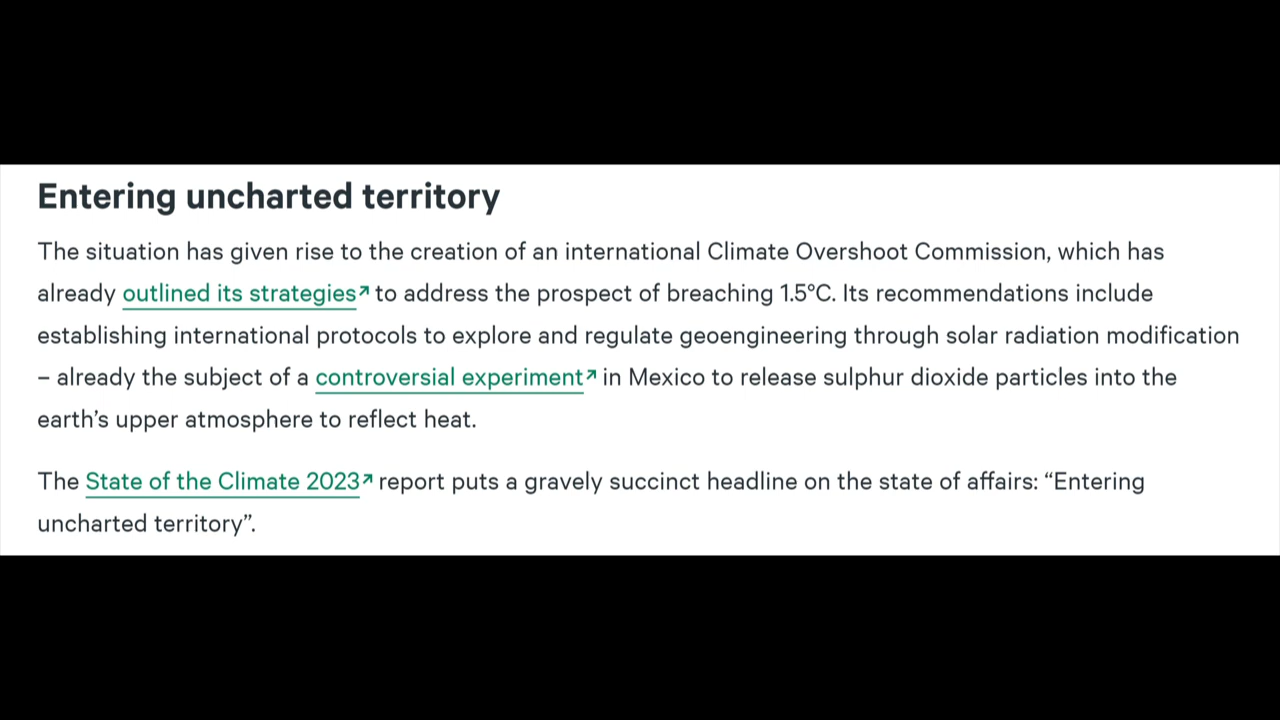 Entering uncharted territory
The situation has given rise to the creation of an international Climate Overshoot Commission, which has
already outlined its strategies↗ to address the prospect of breaching 1.5°C. Its recommendations include
establishing international protocols to explore and regulate geoengineering through solar radiation modification
– already the subject of a controversial experiment↗ in Mexico to release sulphur dioxide particles into the
earth’s upper atmosphere to reflect heat.
The State of the Climate 2023↗ report puts a gravely succinct headline on the state of affairs: “Entering
uncharted territory”.